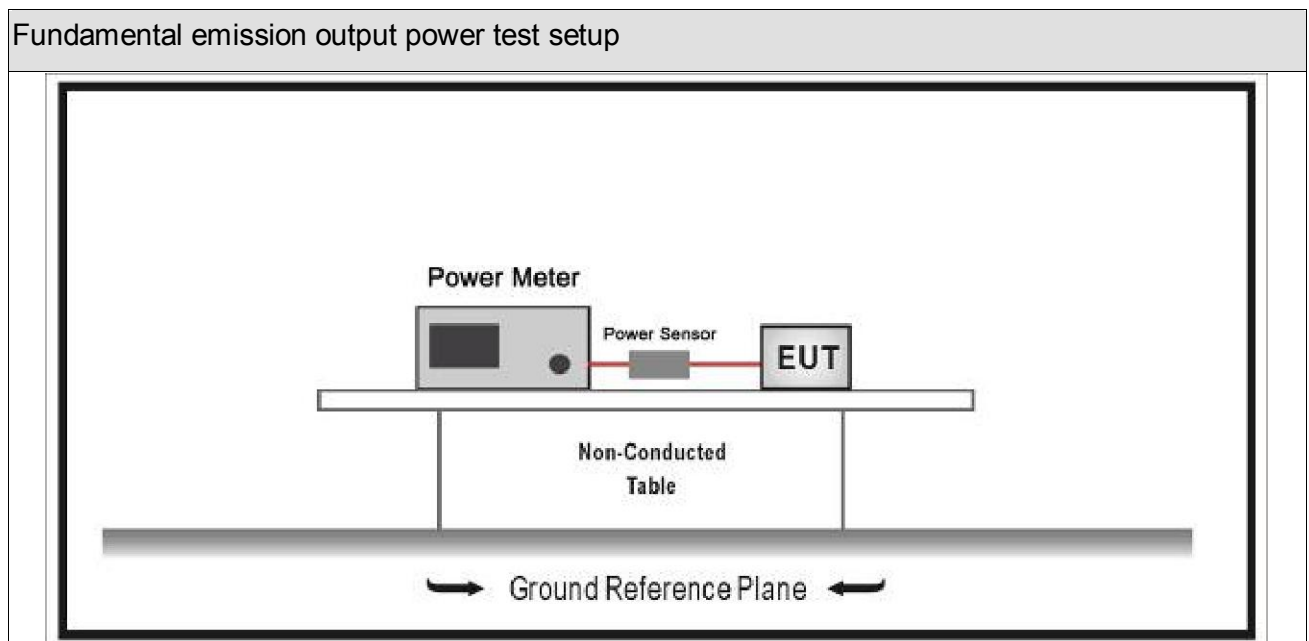 Fundamental emission output power test setup
Power Meter
Power Sensor
EUT
Non-Conducted
Table
Ground Reference Plane